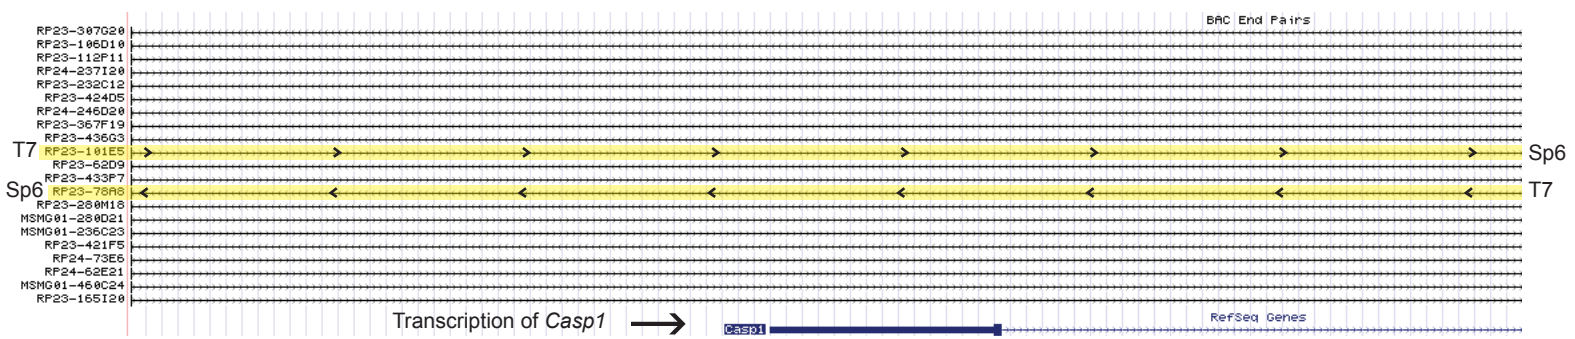 BAC End Pairs
RP23-307G20
RP23-106D10
RP23-112P11
RP24-237I20
RP23-232C12
RP23-424D5
RP24-246D20
RP23-367F19
RP23-436G3
T7 RP23-101E5 Sp6
RP23-62D9
RP23-433P7
Sp6 RP23-78A8 T7
RP23-280M18
MSMG01-280D21
MSMG01-236C23
RP23-421F5
RP24-73E6
RP24-62E21
MSMG01-460C24
RP23-165I20
Transcription of Casp1 RefSeq Genes
Casp1